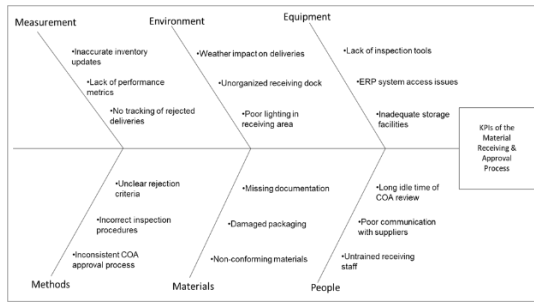 Measurement
Environment
Equipment
•Inaccurate inventory
updates
•Lack of performance
metrics
•No tracking of rejected
deliveries
•Weather impact on deliveries
•Unorganized receiving dock
•Poor lighting in
receiving area
•Lack of inspection tools
•ERP system access issues
•Inadequate storage
facilities
KPIs of the
Material
Receiving &
Approval
Process
•Unclear rejection
criteria
•Incorrect inspection
procedures
•Inconsistent COA
approval process
•Missing documentation
•Damaged packaging
•Non-conforming materials
•Long idle time of
COA review
•Poor communication
with suppliers
•Untrained receiving
staff
Methods
Materials
People